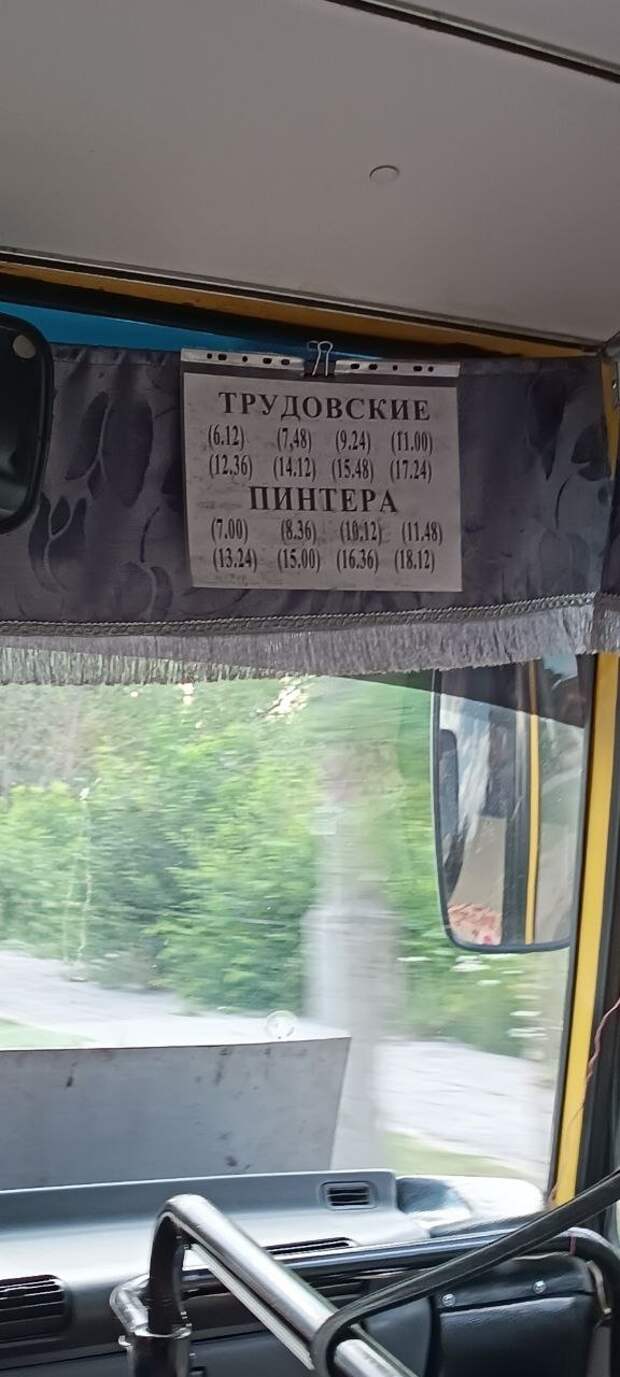 ТРУДОВСКИЕ
(6.12) (7,48) (9.24) (11.00)
(12,36) (14.12) (15.48) (17.24)
ПИНТЕРА
(7.00) (8.36) (10.12) (11.48)
(13.24) (15.00) (16.36) (18.12)